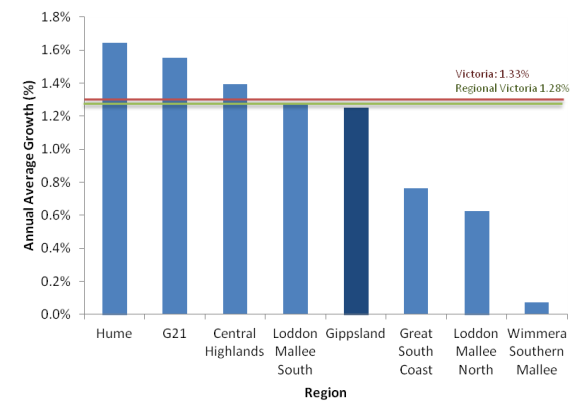 1.8%
1.6%
1.4%
1.2%
1.0%
0.8%
0.6%
0.4%
0.2%
0.0%
Annual Average Growth (%)
Victoria: 1.33%
Regional Victoria 1.28%
Hume
G21
Central
Highlands
Loddon
Mallee
South
Gippsland
Great
South
Coast
Loddon
Mallee
North
Wimmera
Southern
Mallee
Region